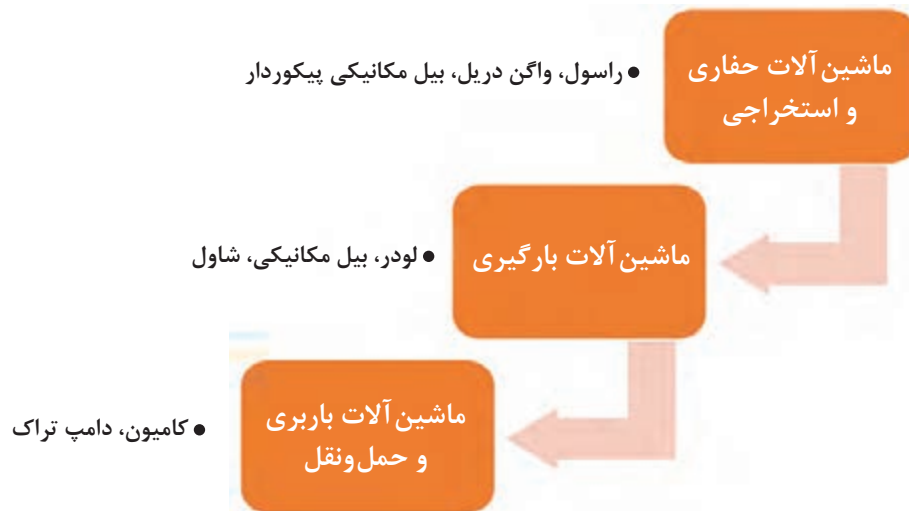 ماشین‌آلات حفاری
و استخراجی
● راسول، واگن دریل، بیل مکانیکی پیکوردار
ماشین‌آلات بارگیری
● لودر، بیل مکانیکی، شاول
ماشین‌آلات باربری
و حمل‌ونقل
● کامیون، دامپ تراک